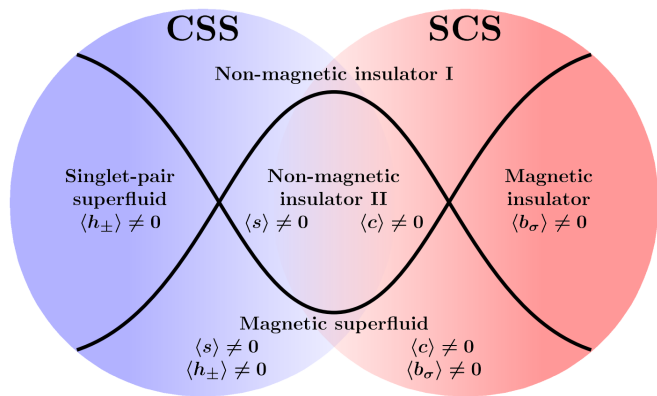 CSS SCS
Non-magnetic insulator I
Singlet-pair
superfluid
⟨h±⟩ ≠ 0
Non-magnetic
insulator II
⟨s⟩ ≠ 0 ⟨c⟩ ≠ 0
Magnetic
insulator
⟨bσ⟩ ≠ 0
Magnetic superfluid
⟨s⟩ ≠ 0 ⟨c⟩ ≠ 0
⟨h±⟩ ≠ 0 ⟨bσ⟩ ≠ 0